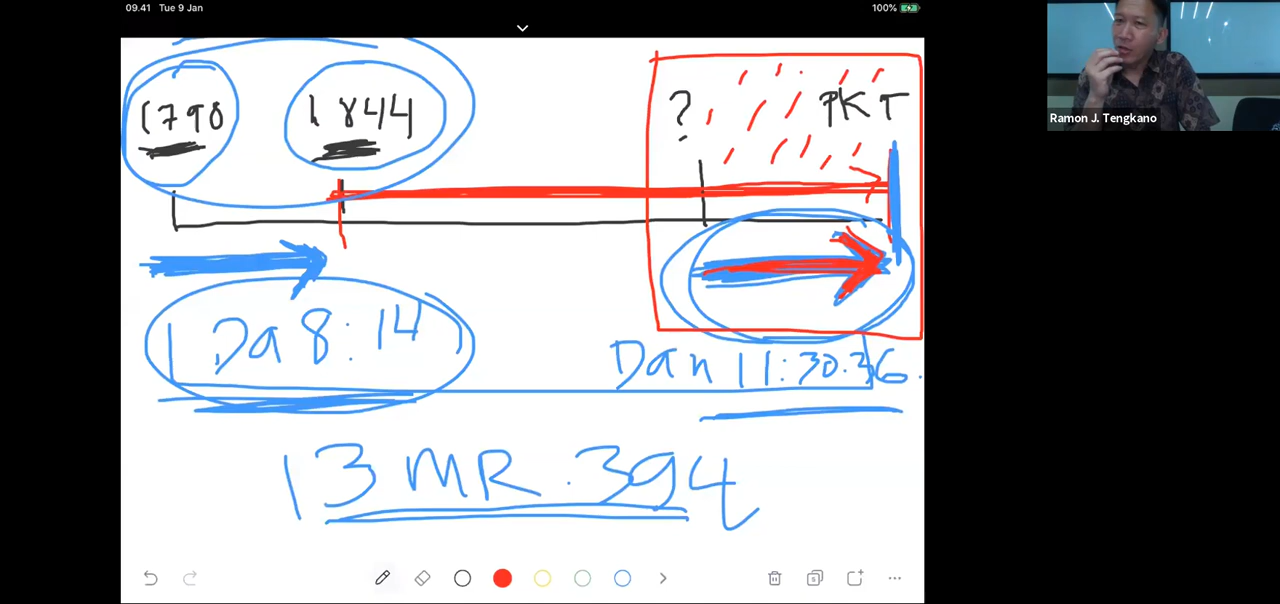 09.41 Tue 9 Jan
100%
1798 1844 ? PKT
Ramon J. Tengkano
Da 8:14
Dan 11:30.36.
13 MR. 394